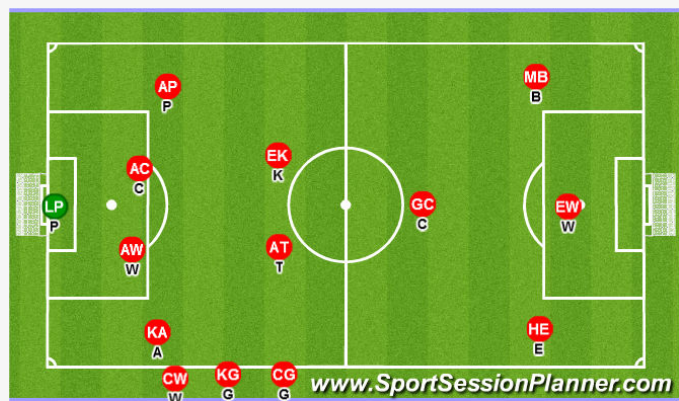 MB
B
AP
P
EK
K
AC
C
GC
C
LP
P
EW
W
AW
W
AT
T
KA
A
HE
E
CW
W
KG
G
CG
G
www.SportSessionPlanner.com